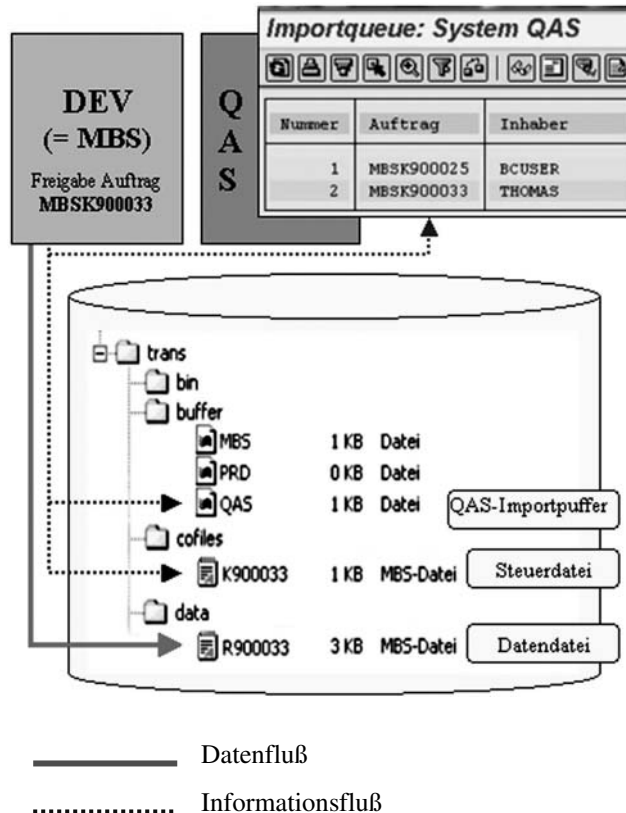 Importqueue: System QAS
Nummer Auftrag Inhaber
1 MBSK900025 BCUSER
2 MBSK900033 THOMAS
DEV
(= MBS)
Freigabe Auftrag
MBSK900033
Q
A
S
trans
bin
buffer
MBS 1 KB Datei
PRD 0 KB Datei
QAS 1 KB Datei
QAS-Importpuffer
cofiles
K900033 1 KB MBS-Datei
Steuerdatei
data
R900033 3 KB MBS-Datei
Datendatei
Datenfluß
Informationsfluß